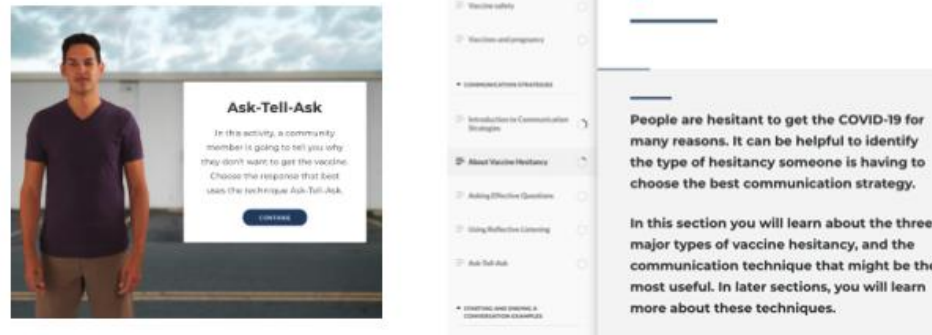 Ask-Tell-Ask
In this activity, a community
member is going to tell you why
they don't want to get the vaccine.
Choose the response that best
uses the technique Ask-Tell-Ask.
CONTINUE
Vaccine safety
Vaccines and pregnancy
COMMUNICATION STRATEGIES
Introduction to Communication
Strategies
About Vaccine Hesitancy
Asking Effective Questions
Using Reflective Listening
Ask-Tell-Ask
STARTING AND ENDING A
CONVERSATION EXAMPLES
People are hesitant to get the COVID-19 for
many reasons. It can be helpful to identify
the type of hesitancy someone is having to
choose the best communication strategy.
In this section you will learn about the three
major types of vaccine hesitancy, and the
communication technique that might be the
most useful. In later sections, you will learn
more about these techniques.